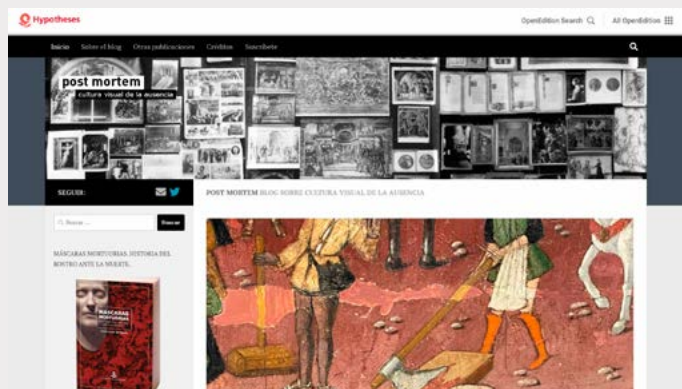 Hypotheses
OpenEdition Search
All OpenEdition
Inicio Sobre el blog Otras publicaciones Créditos Suscríbete
post mortem
cultura visual de la ausencia
SEGUIR:
POST MORTEM BLOG SOBRE CULTURA VISUAL DE LA AUSENCIA
Buscar ...
Buscar
MÁSCARAS MORTUORIAS. HISTORIA DEL
ROSTRO ANTE LA MUERTE.
MÁSCARAS
MORTUORIAS